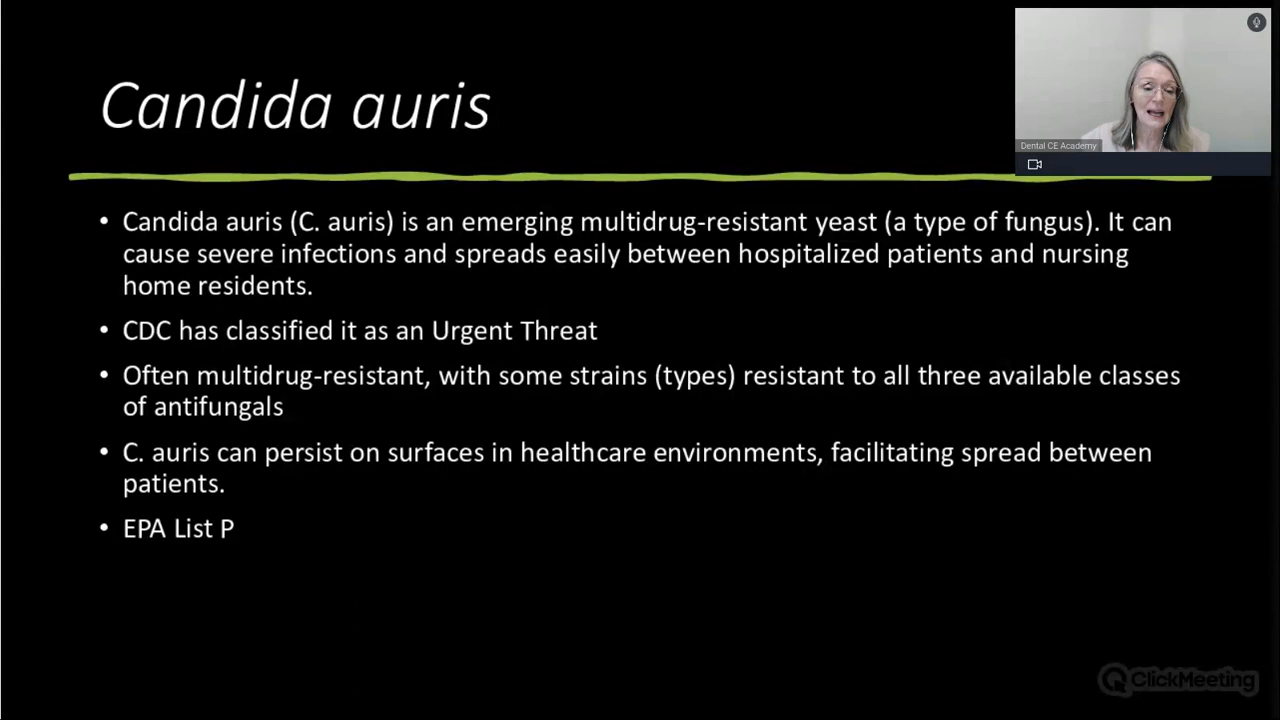 Candida auris
Dental CE Academy
• Candida auris (C. auris) is an emerging multidrug-resistant yeast (a type of fungus). It can
cause severe infections and spreads easily between hospitalized patients and nursing
home residents.
• CDC has classified it as an Urgent Threat
• Often multidrug-resistant, with some strains (types) resistant to all three available classes
of antifungals
• C. auris can persist on surfaces in healthcare environments, facilitating spread between
patients.
• EPA List P
ClickMeeting